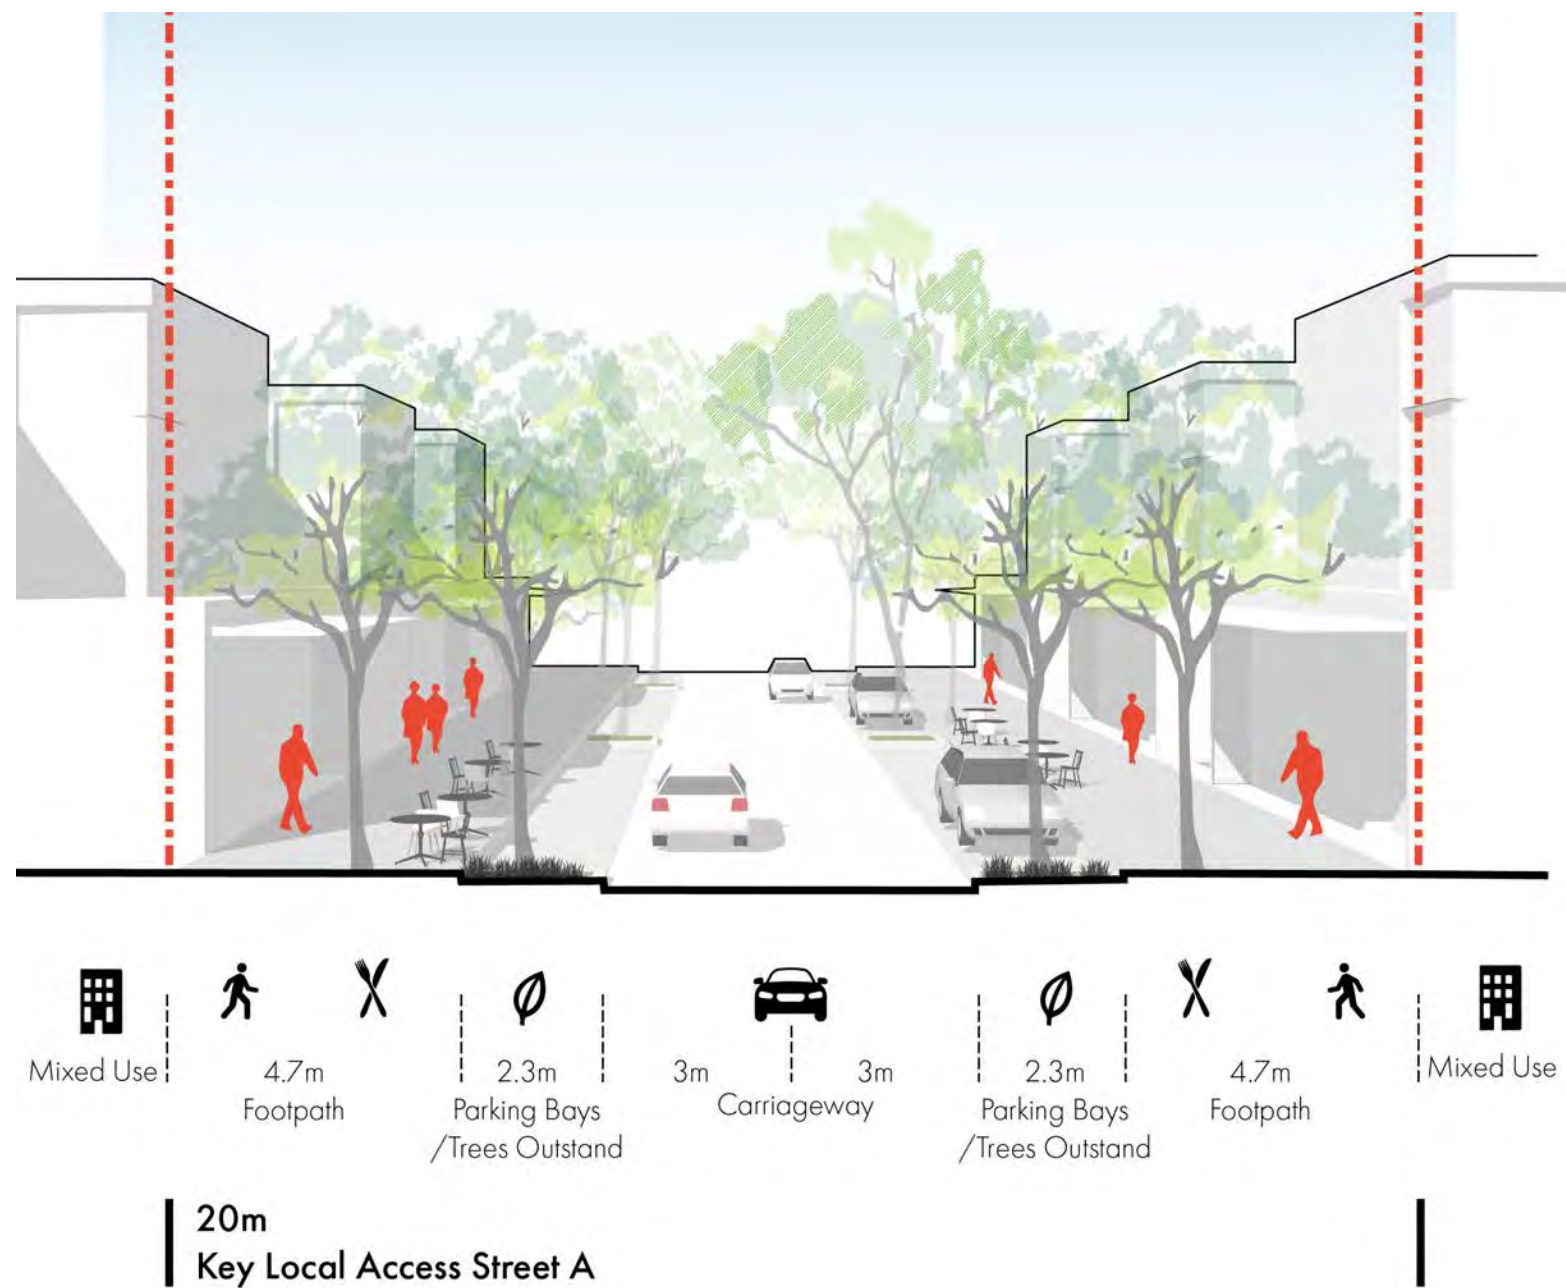 Mixed Use
4.7m
Footpath
2.3m
Parking Bays
/Trees Outstand
3m
3m
Carriageway
2.3m
Parking Bays
/Trees Outstand
4.7m
Footpath
Mixed Use
20m
Key Local Access Street A